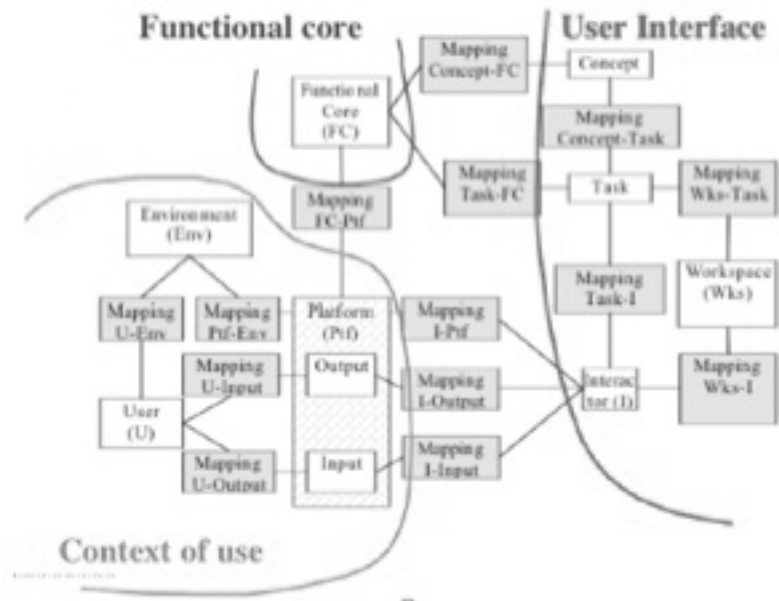 Functional core
User Interface
Mapping
Concept-FC
Concept
Functional
Core
(FC)
Mapping
Concept-Task
Mapping
FC-Ptf
Mapping
Task-FC
Task
Mapping
Wks-Task
Environment
(Env)
Mapping
Task-I
Workspace
(Wks)
Mapping
U-Env
Mapping
Ptf-Env
Platform
(Ptf)
Mapping
I-Ptf
Mapping
U-Input
Output
Mapping
I-Output
Interac
tor (I)
Mapping
Wks-I
User
(U)
Mapping
U-Output
Input
Mapping
I-Input
Context of use